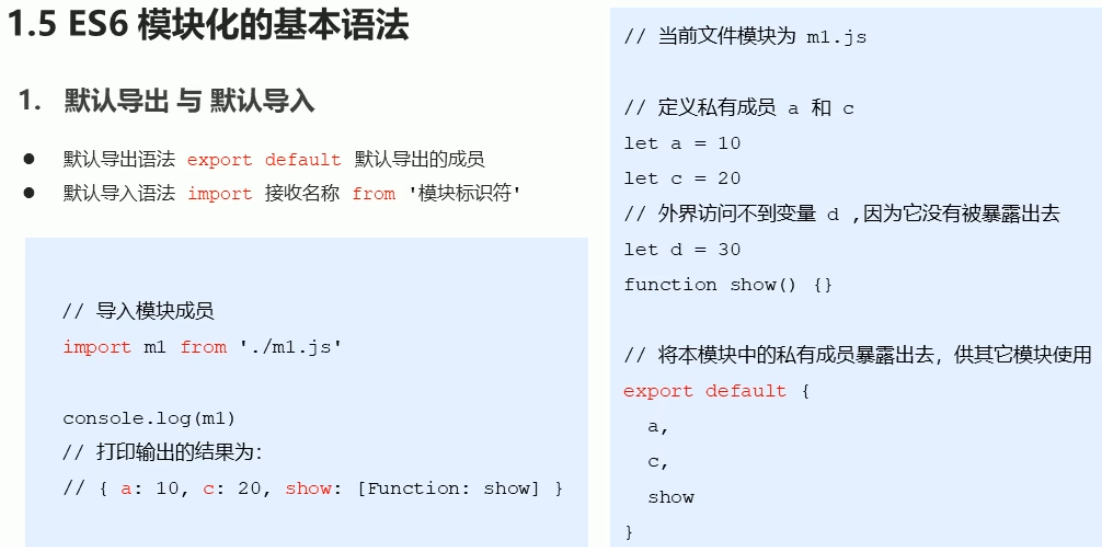 1.5 ES6 模块化的基本语法
1. 默认导出 与 默认导入
● 默认导出语法 export default 默认导出的成员
● 默认导入语法 import 接收名称 from '模块标识符'
// 导入模块成员
import m1 from './m1.js'
console.log(m1)
// 打印输出的结果为:
// { a: 10, c: 20, show: [Function: show] }
// 当前文件模块为 m1.js
// 定义私有成员 a 和 c
let a = 10
let c = 20
// 外界访问不到变量 d ,因为它没有被暴露出去
let d = 30
function show() {}
// 将本模块中的私有成员暴露出去，供其它模块使用
export default {
  a,
  c,
  show
}